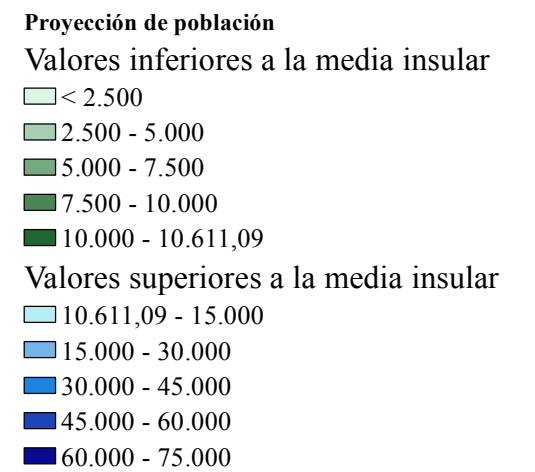 Proyección de población
Valores inferiores a la media insular
< 2.500
2.500 - 5.000
5.000 - 7.500
7.500 - 10.000
10.000 - 10.611,09
Valores superiores a la media insular
10.611,09 - 15.000
15.000 - 30.000
30.000 - 45.000
45.000 - 60.000
60.000 - 75.000